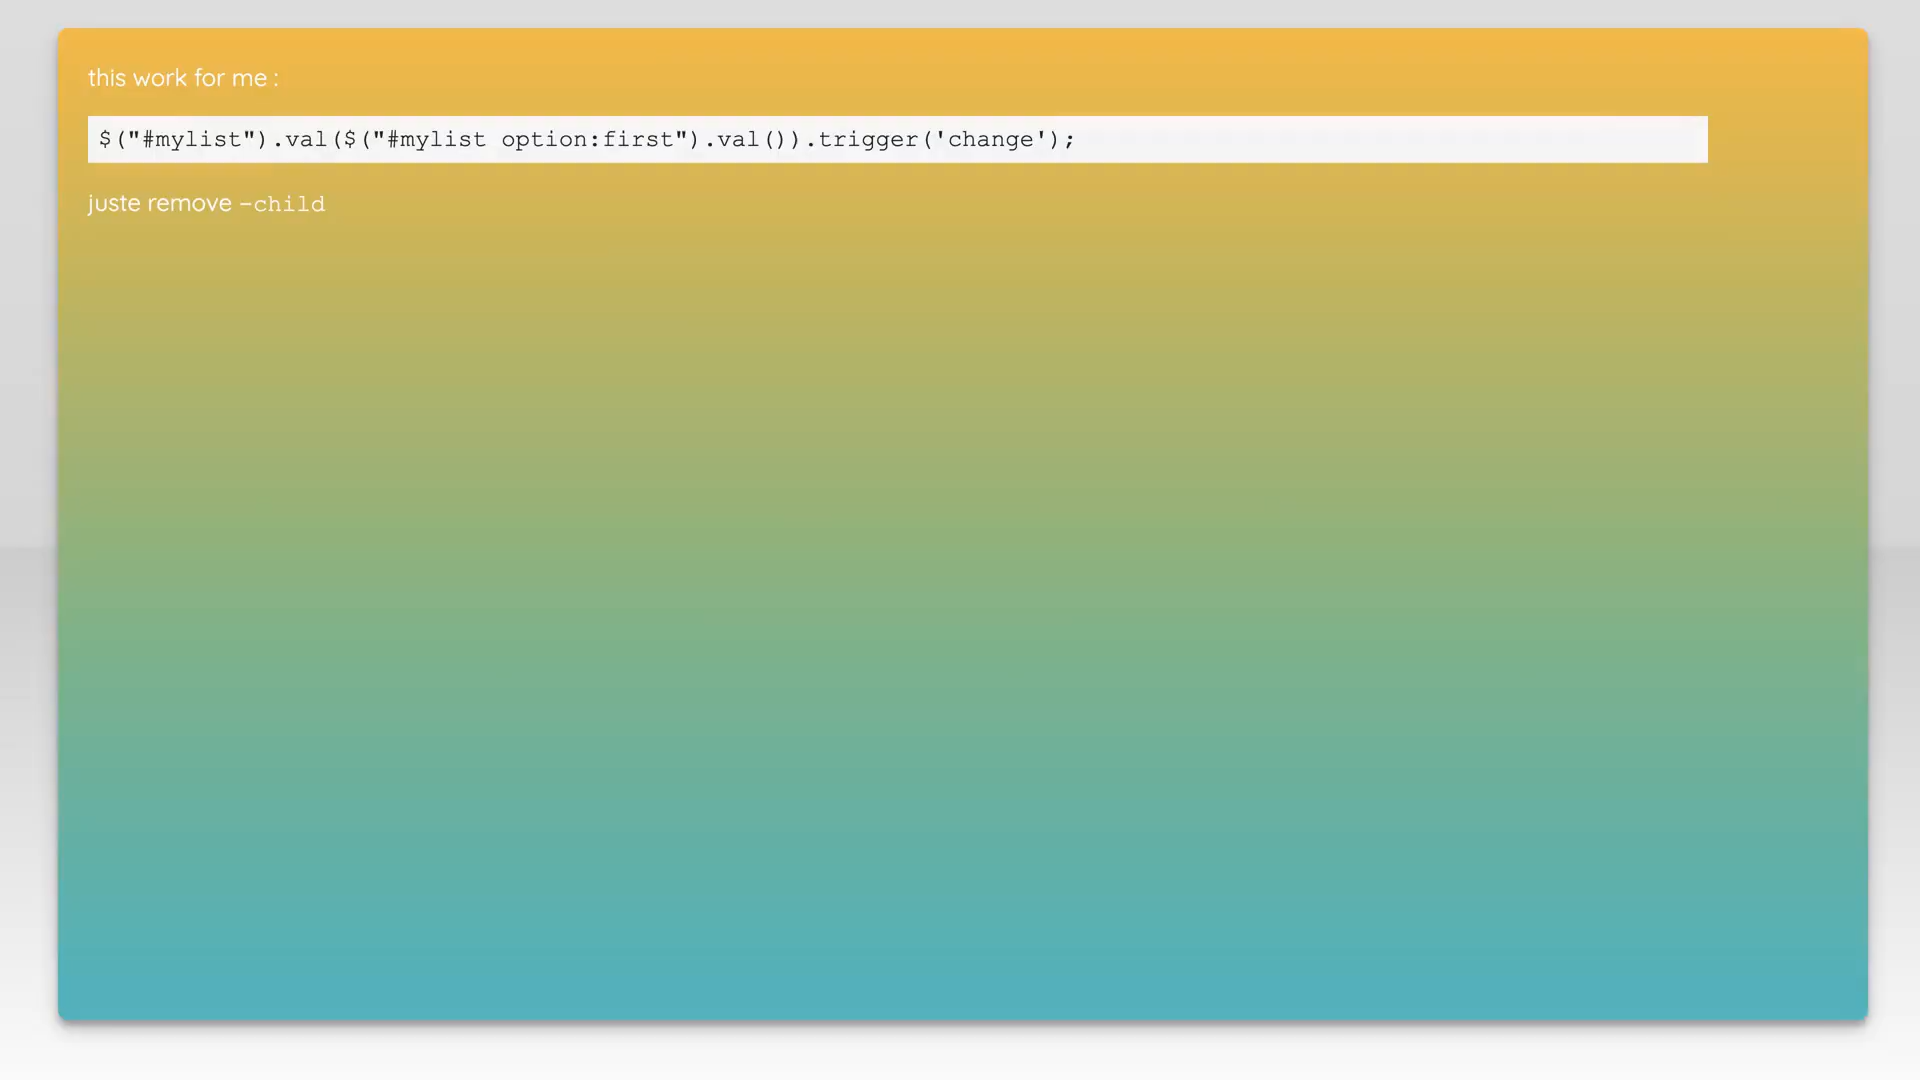 this work for me :
$("#mylist").val($("#mylist option:first").val()).trigger('change');
juste remove -child